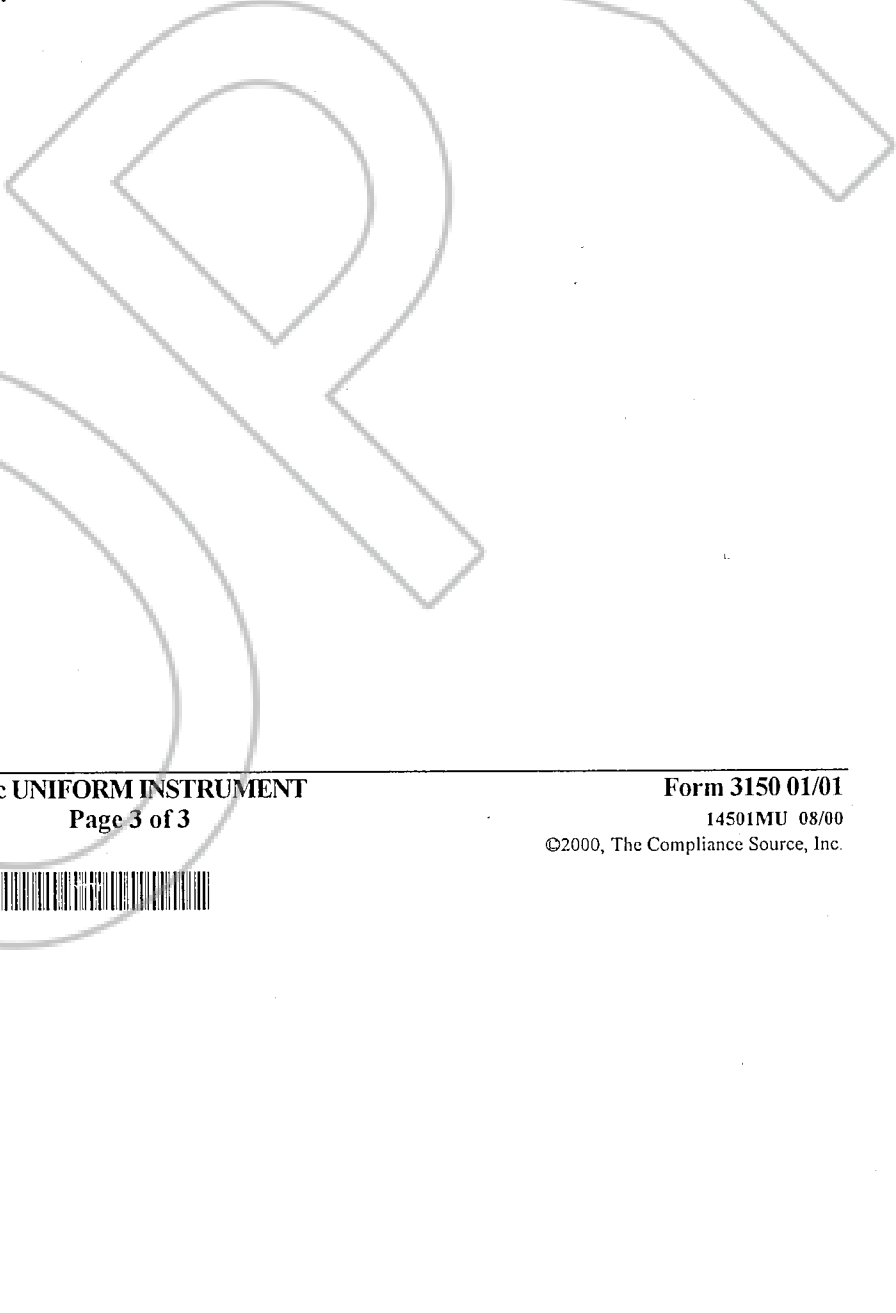 UNIFORM INSTRUMENT
Form 3150 01/01
Page 3 of 3
14501MU 08/00
©2000, The Compliance Source, Inc.